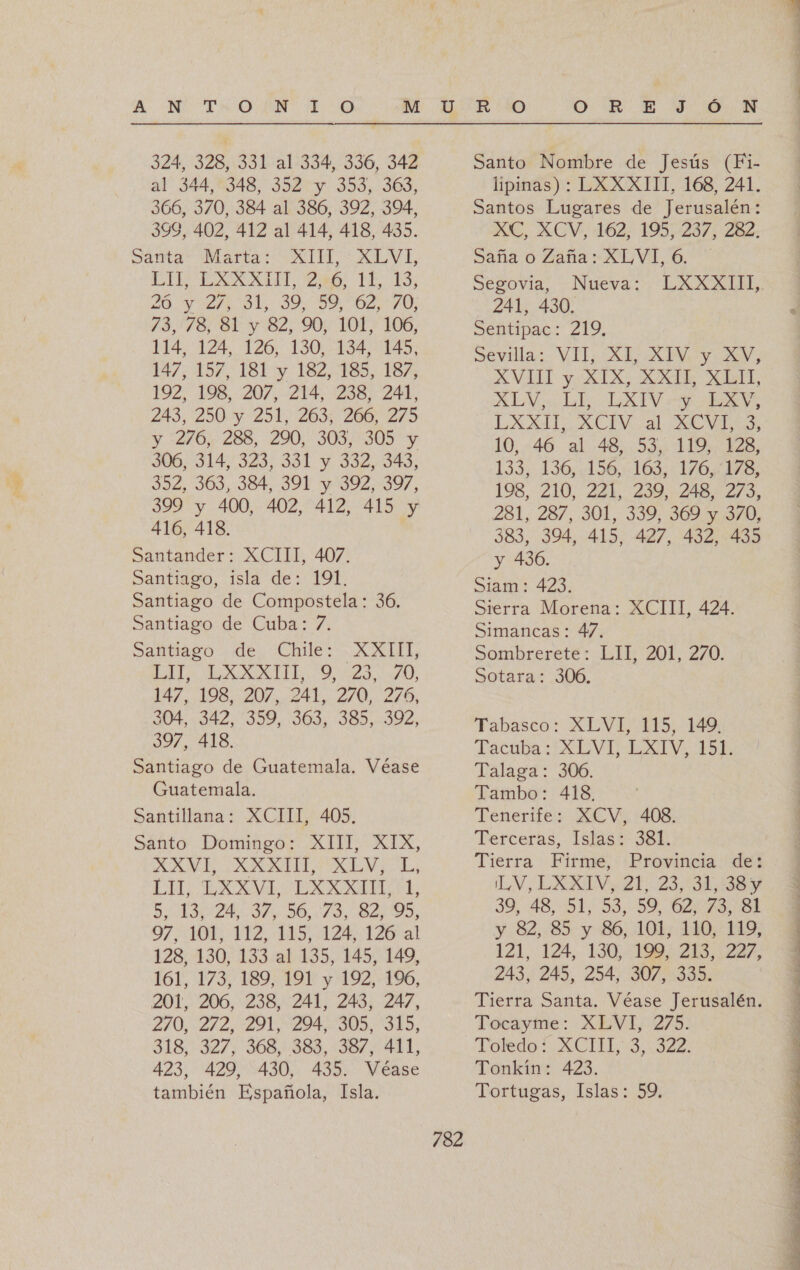 ANTONIO MURO OREJÓN
324, 328, 331 al 334, 336, 342
al 344, 348, 352 y 353, 363,
366, 370, 384 al 386, 392, 394,
399, 402, 412 al 414, 418, 435.
Santa Marta: XIII, XLVI,
LII, LXXXIII, 2, 6, 11, 13,
26 y 27, 31, 39, 59, 62, 70,
73, 78, 81 y 82, 90, 101, 106,
114, 124, 126, 130, 134, 145,
147, 157, 181 y 182, 185, 187,
192, 198, 207, 214, 238, 241,
243, 250 y 251, 263, 266, 275
y 276, 288, 290, 303, 305 y
306, 314, 323, 331 y 332, 343,
352, 363, 384, 391 y 392, 397,
399 y 400, 402, 412, 415 y
416, 418.
Santander: XCIII, 407.
Santiago, isla de: 191.
Santiago de Compostela: 36.
Santiago de Cuba: 7.
Santiago de Chile: XXIII,
LII, LXXXIII, 9, 23, 70,
147, 198, 207, 241, 270, 276,
304, 342, 359, 363, 385, 392,
397, 418.
Santiago de Guatemala. Véase
Guatemala.
Santillana: XCIII, 405.
Santo Domingo: XIII, XIX,
XXVI, XXXIII, XLV, L,
LII, LXXVI, LXXXIII, 1,
5, 13, 24, 37, 56, 73, 82, 95,
97, 101, 112, 115, 124, 126 al
128, 130, 133 al 135, 145, 149,
161, 173, 189, 191 y 192, 196,
201, 206, 238, 241, 243, 247,
270, 272, 291, 294, 305, 315,
318, 327, 368, 383, 387, 411,
423, 429, 430, 435. Véase
también Española, Isla.
Santo Nombre de Jesús (Fi-
lipinas): LXXXIII, 168, 241.
Santos Lugares de Jerusalén:
XC, XCV, 162, 195, 237, 282.
Saña o Zaña: XLVI, 6.
Segovia, Nueva: LXXXIII,
241, 430.
Sentipac: 219.
Sevilla: VII, XI, XIV y XV,
XVIII y XIX, XXII, XLII,
XLV, LI, LXIV y LXV,
LXXII, XCIV al XCVI, 3,
10, 46 al 48, 53, 119, 128,
133, 136, 156, 163, 176, 178,
198, 210, 221, 239, 248, 273,
281, 287, 301, 339, 369 y 370,
383, 394, 415, 427, 432, 435
y 436.
Siam: 423.
Sierra Morena: XCIII, 424.
Simancas: 47.
Sombrerete: LII, 201, 270.
Sotara: 306.
Tabasco: XLVI, 115, 149.
Tacuba: XLVI, LXIV, 151.
Talaga: 306.
Tambo: 418.
Tenerife: XCV, 408.
Terceras, Islas: 381.
Tierra Firme, Provincia de:
LV, LXXIV, 21, 23, 31, 38 y
39, 48, 51, 53, 59, 62, 73, 81
y 82, 85 y 86, 101, 110, 119,
121, 124, 130, 199, 213, 227,
243, 245, 254, 307, 335.
Tierra Santa. Véase Jerusalén.
Tocayme: XLVI, 275.
Toledo: XCIII, 3, 322.
Tonkín: 423.
Tortugas, Islas: 59.
782